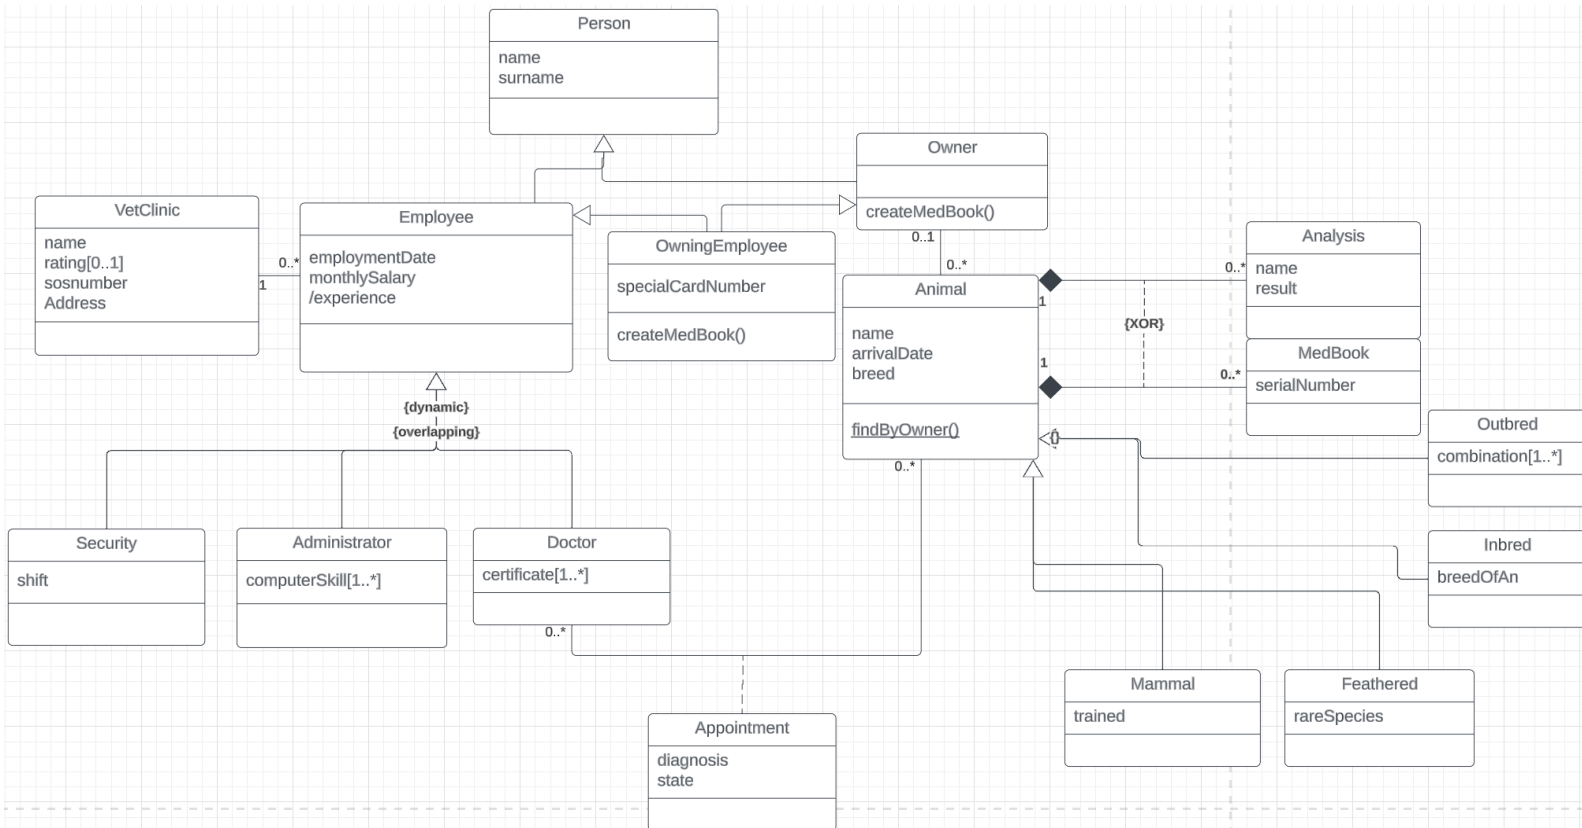 Person
name
surname
Owner
createMedBook()
VetClinic
name
rating[0..1]
sosnumber
Address
0..*
1
Employee
employmentDate
monthlySalary
/experience
OwningEmployee
specialCardNumber
createMedBook()
0..1
0..*
Animal
name
arrivalDate
breed
findByOwner()
0..*
1
0..*
{XOR}
1
0..*
Analysis
name
result
MedBook
serialNumber
{}
Outbred
combination[1..*]
Inbred
breedOfAn
{dynamic}
{overlapping}
Security
shift
Administrator
computerSkill[1..*]
Doctor
certificate[1..*]
0..*
Mammal
trained
Feathered
rareSpecies
Appointment
diagnosis
state